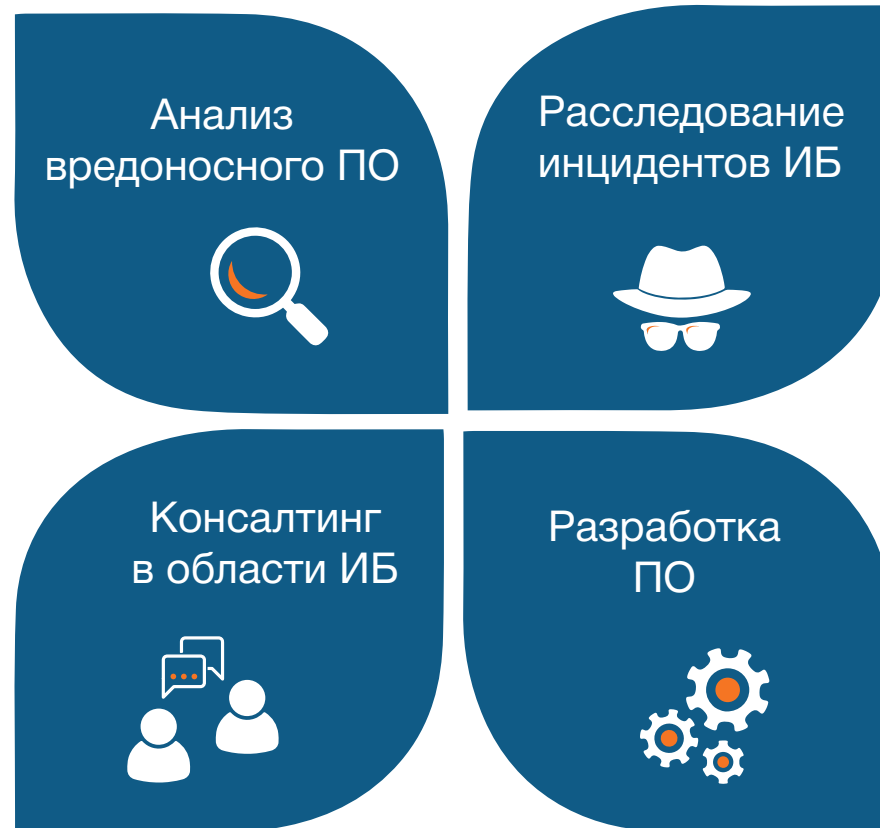 Анализ
вредоносного ПО
Расследование
инцидентов ИБ
Консалтинг
в области ИБ
Разработка
ПО